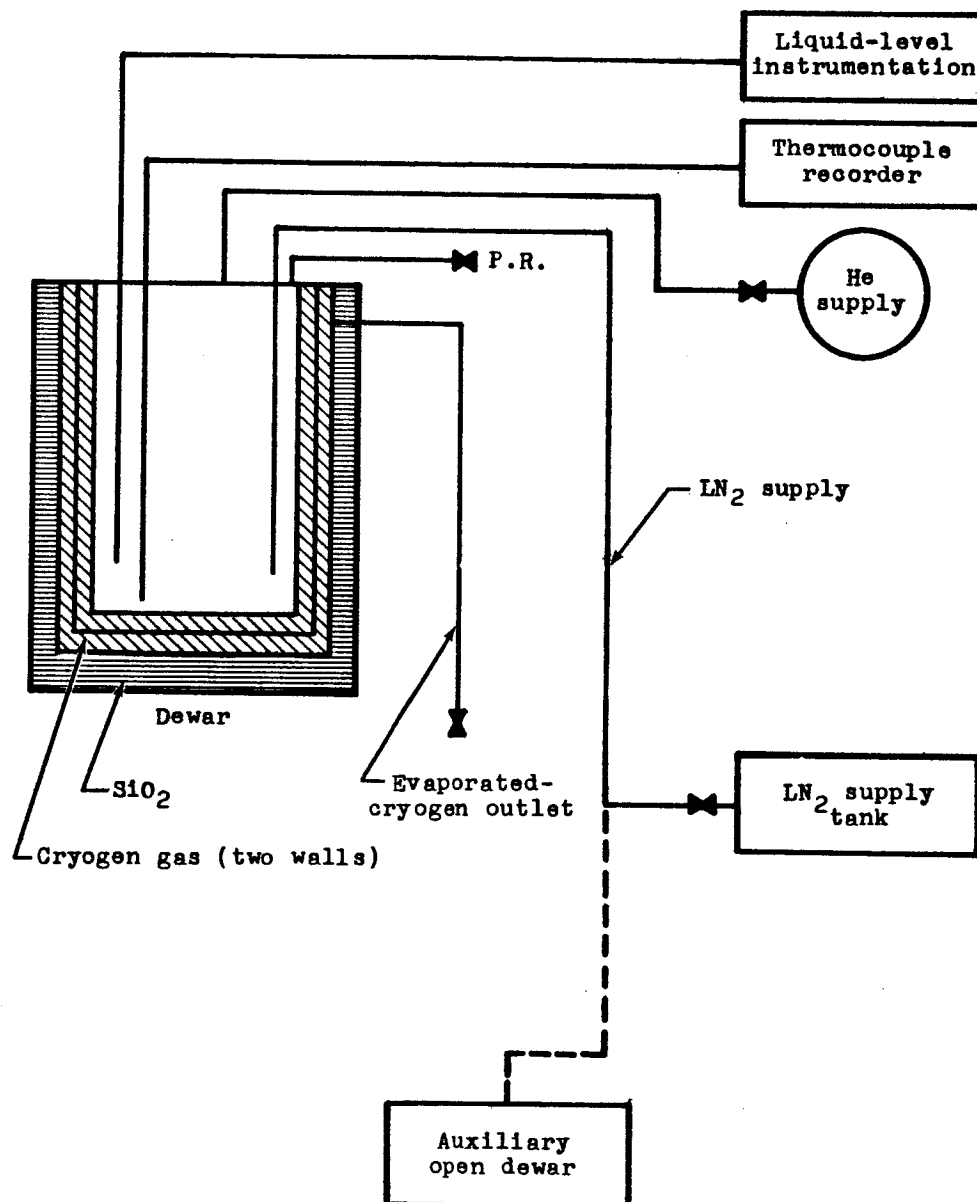 Liquid-level
instrumentation
Thermocouple
recorder
P.R.
He
supply
LN2 supply
Dewar
SiO2
Evaporated-
cryogen outlet
LN2 supply
tank
Cryogen gas (two walls)
Auxiliary
open dewar